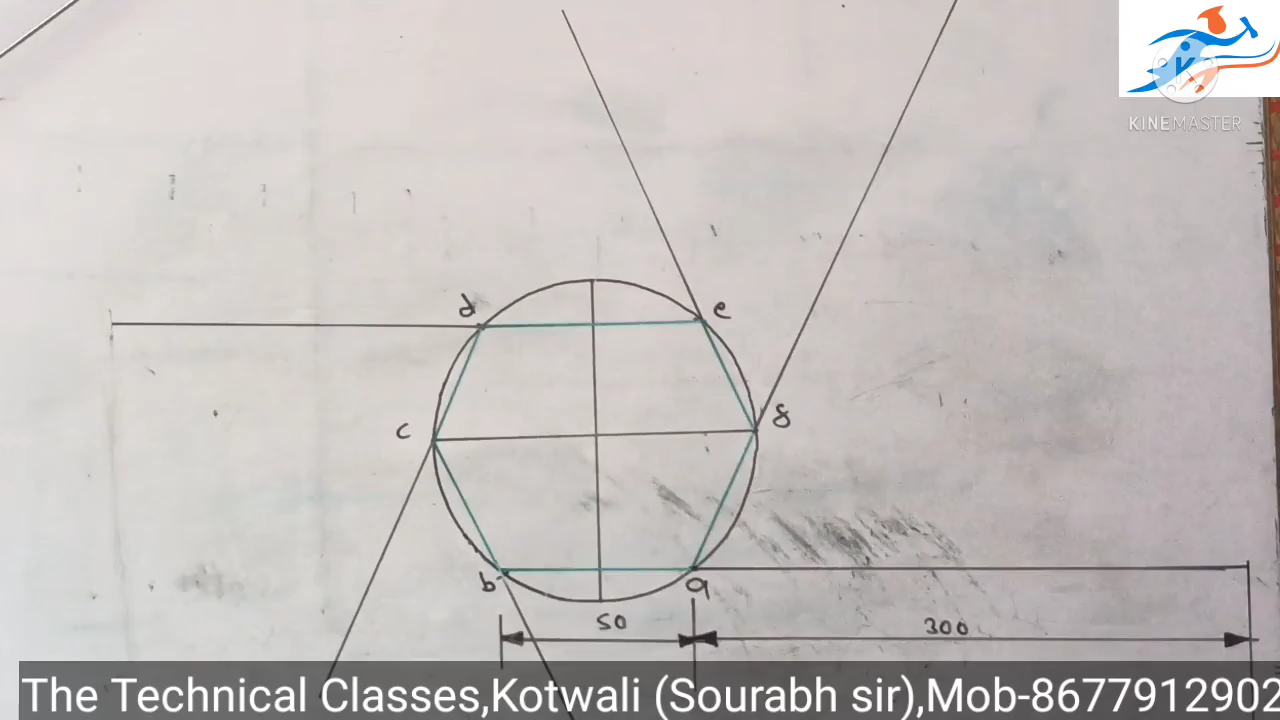 K
KINEMASTER
d
e
c
f
b
a
50
300
The Technical Classes,Kotwali (Sourabh sir),Mob-8677912902